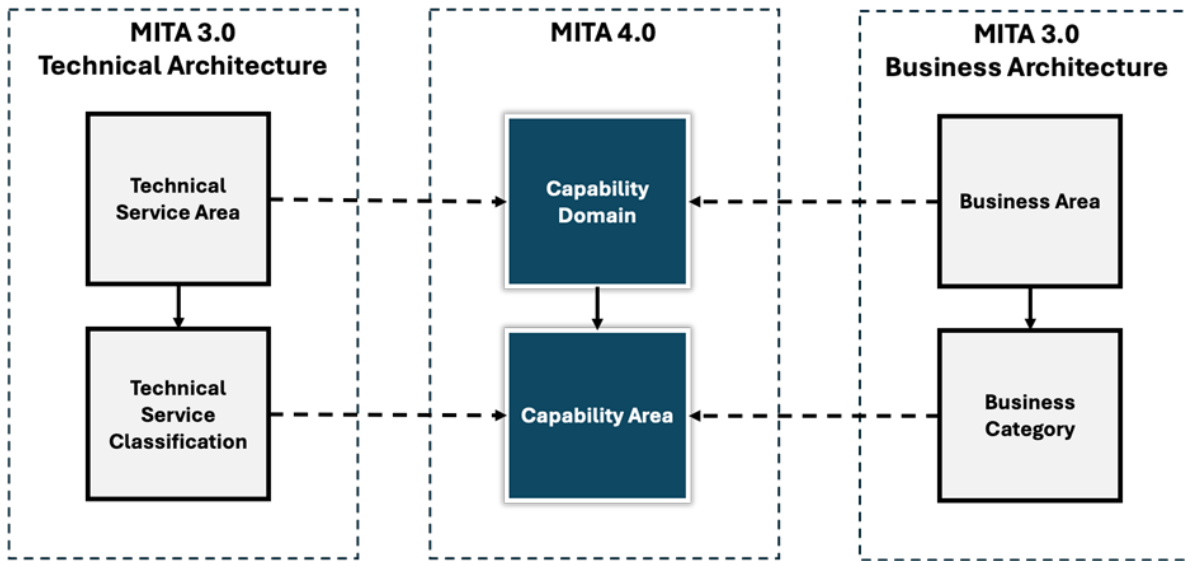 MITA 3.0
Technical Architecture
Technical
Service Area
Technical
Service
Classification
MITA 4.0
Capability
Domain
Capability Area
MITA 3.0
Business Architecture
Business Area
Business
Category